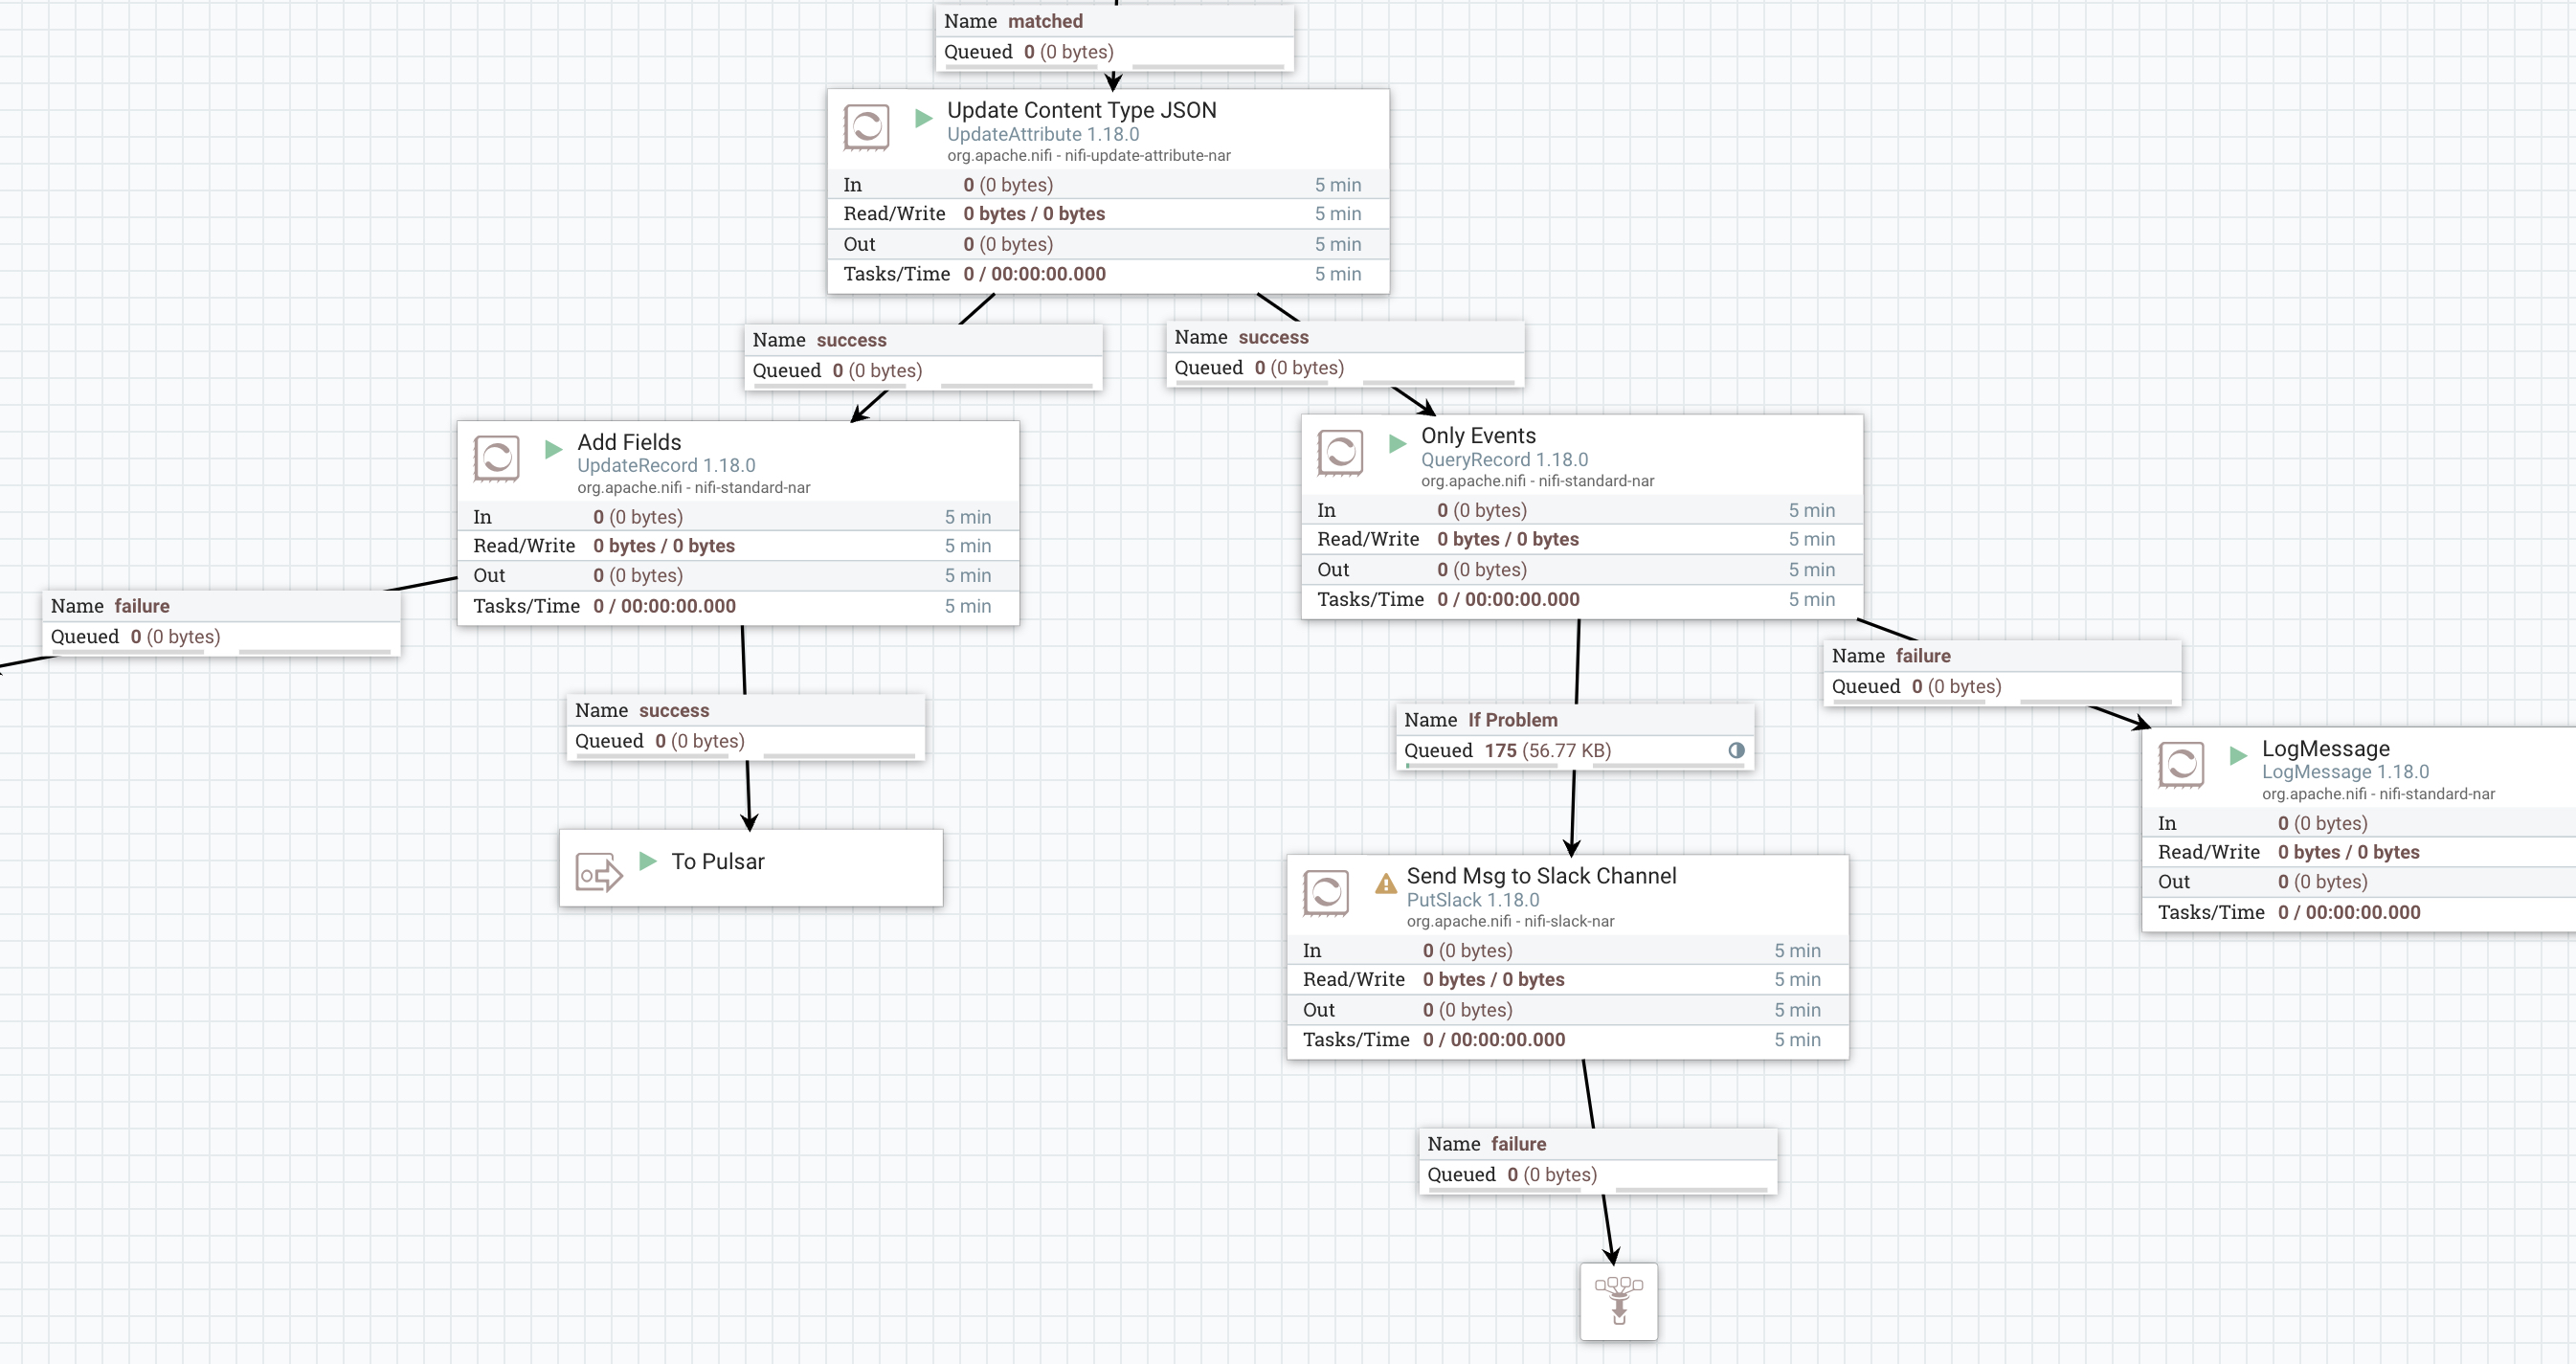 Name matched
Queued 0 (0 bytes)
Update Content Type JSON
UpdateAttribute 1.18.0
org.apache.nifi - nifi-update-attribute-nar
In 0 (0 bytes) 5 min
Read/Write 0 bytes / 0 bytes 5 min
Out 0 (0 bytes) 5 min
Tasks/Time 0 / 00:00:00.000 5 min
Name success
Queued 0 (0 bytes)
Name success
Queued 0 (0 bytes)
Add Fields
UpdateRecord 1.18.0
org.apache.nifi - nifi-standard-nar
In 0 (0 bytes) 5 min
Read/Write 0 bytes / 0 bytes 5 min
Out 0 (0 bytes) 5 min
Tasks/Time 0 / 00:00:00.000 5 min
Only Events
QueryRecord 1.18.0
org.apache.nifi - nifi-standard-nar
In 0 (0 bytes) 5 min
Read/Write 0 bytes / 0 bytes 5 min
Out 0 (0 bytes) 5 min
Tasks/Time 0 / 00:00:00.000 5 min
Name failure
Queued 0 (0 bytes)
Name failure
Queued 0 (0 bytes)
Name success
Queued 0 (0 bytes)
Name If Problem
Queued 175 (56.77 KB)
LogMessage
LogMessage 1.18.0
org.apache.nifi - nifi-standard-nar
In 0 (0 bytes)
Read/Write 0 bytes / 0 bytes
Out 0 (0 bytes)
Tasks/Time 0 / 00:00:00.000
To Pulsar
Send Msg to Slack Channel
PutSlack 1.18.0
org.apache.nifi - nifi-slack-nar
In 0 (0 bytes) 5 min
Read/Write 0 bytes / 0 bytes 5 min
Out 0 (0 bytes) 5 min
Tasks/Time 0 / 00:00:00.000 5 min
Name failure
Queued 0 (0 bytes)